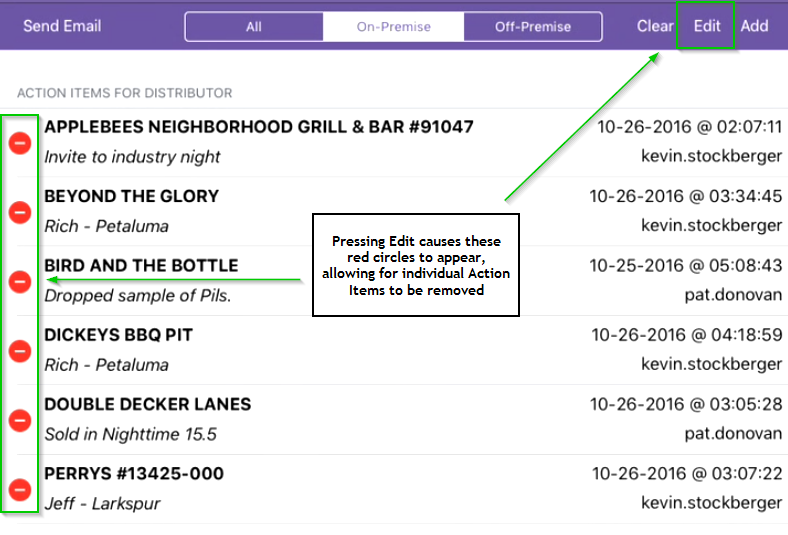 Send Email All On-Premise Off-Premise Clear Edit Add
ACTION ITEMS FOR DISTRIBUTOR
APPLEBEES NEIGHBORHOOD GRILL & BAR #91047 10-26-2016 @ 02:07:11
Invite to industry night kevin.stockberger
BEYOND THE GLORY 10-26-2016 @ 03:34:45
Rich - Petaluma kevin.stockberger
Pressing Edit causes these
red circles to appear,
allowing for individual Action
Items to be removed
BIRD AND THE BOTTLE 10-25-2016 @ 05:08:43
Dropped sample of Pils. pat.donovan
DICKEYS BBQ PIT 10-26-2016 @ 04:18:59
Rich - Petaluma kevin.stockberger
DOUBLE DECKER LANES 10-26-2016 @ 03:05:28
Sold in Nighttime 15.5 pat.donovan
PERRYS #13425-000 10-26-2016 @ 03:07:22
Jeff - Larkspur kevin.stockberger